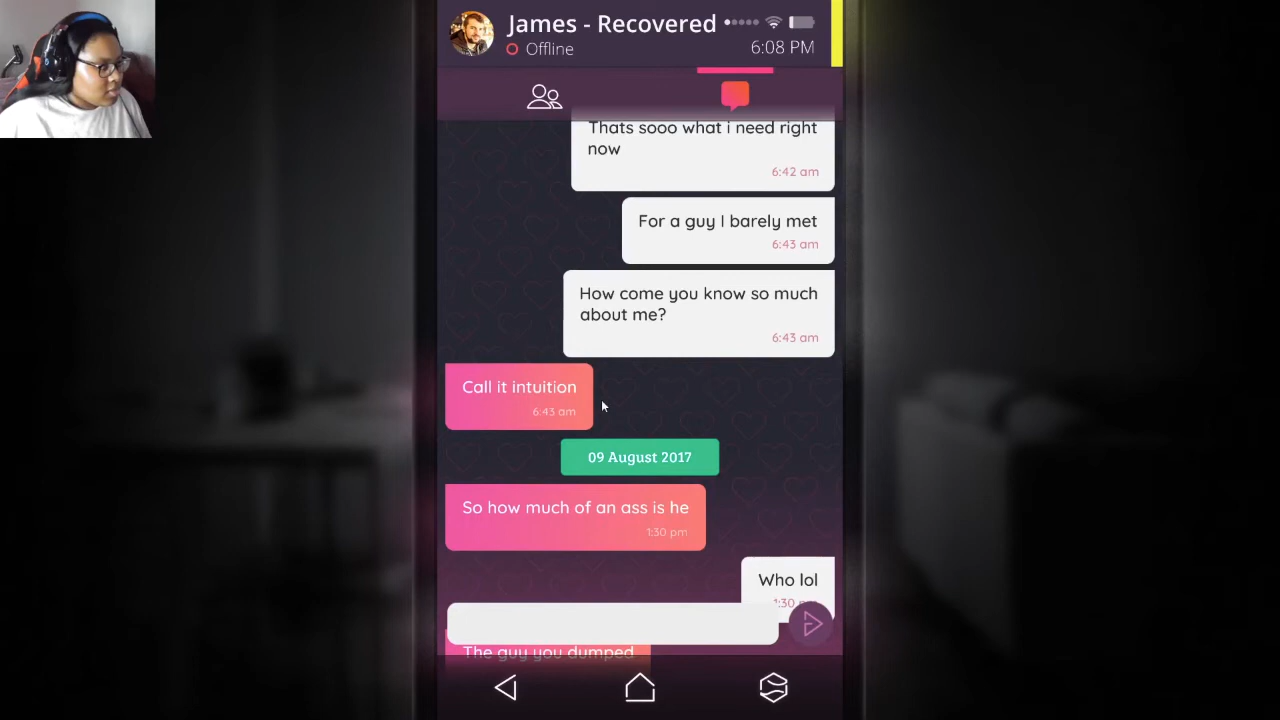 James - Recovered
Offline
5:08 PM
Thats sooo what i need right
now
6:42 am
For a guy I barely met
6:43 am
How come you know so much
about me?
6:43 am
Call it intuition
6:43 am
09 August 2017
So how much of an ass is he
1:30 pm
Who lol
1:30
The guy you dumped